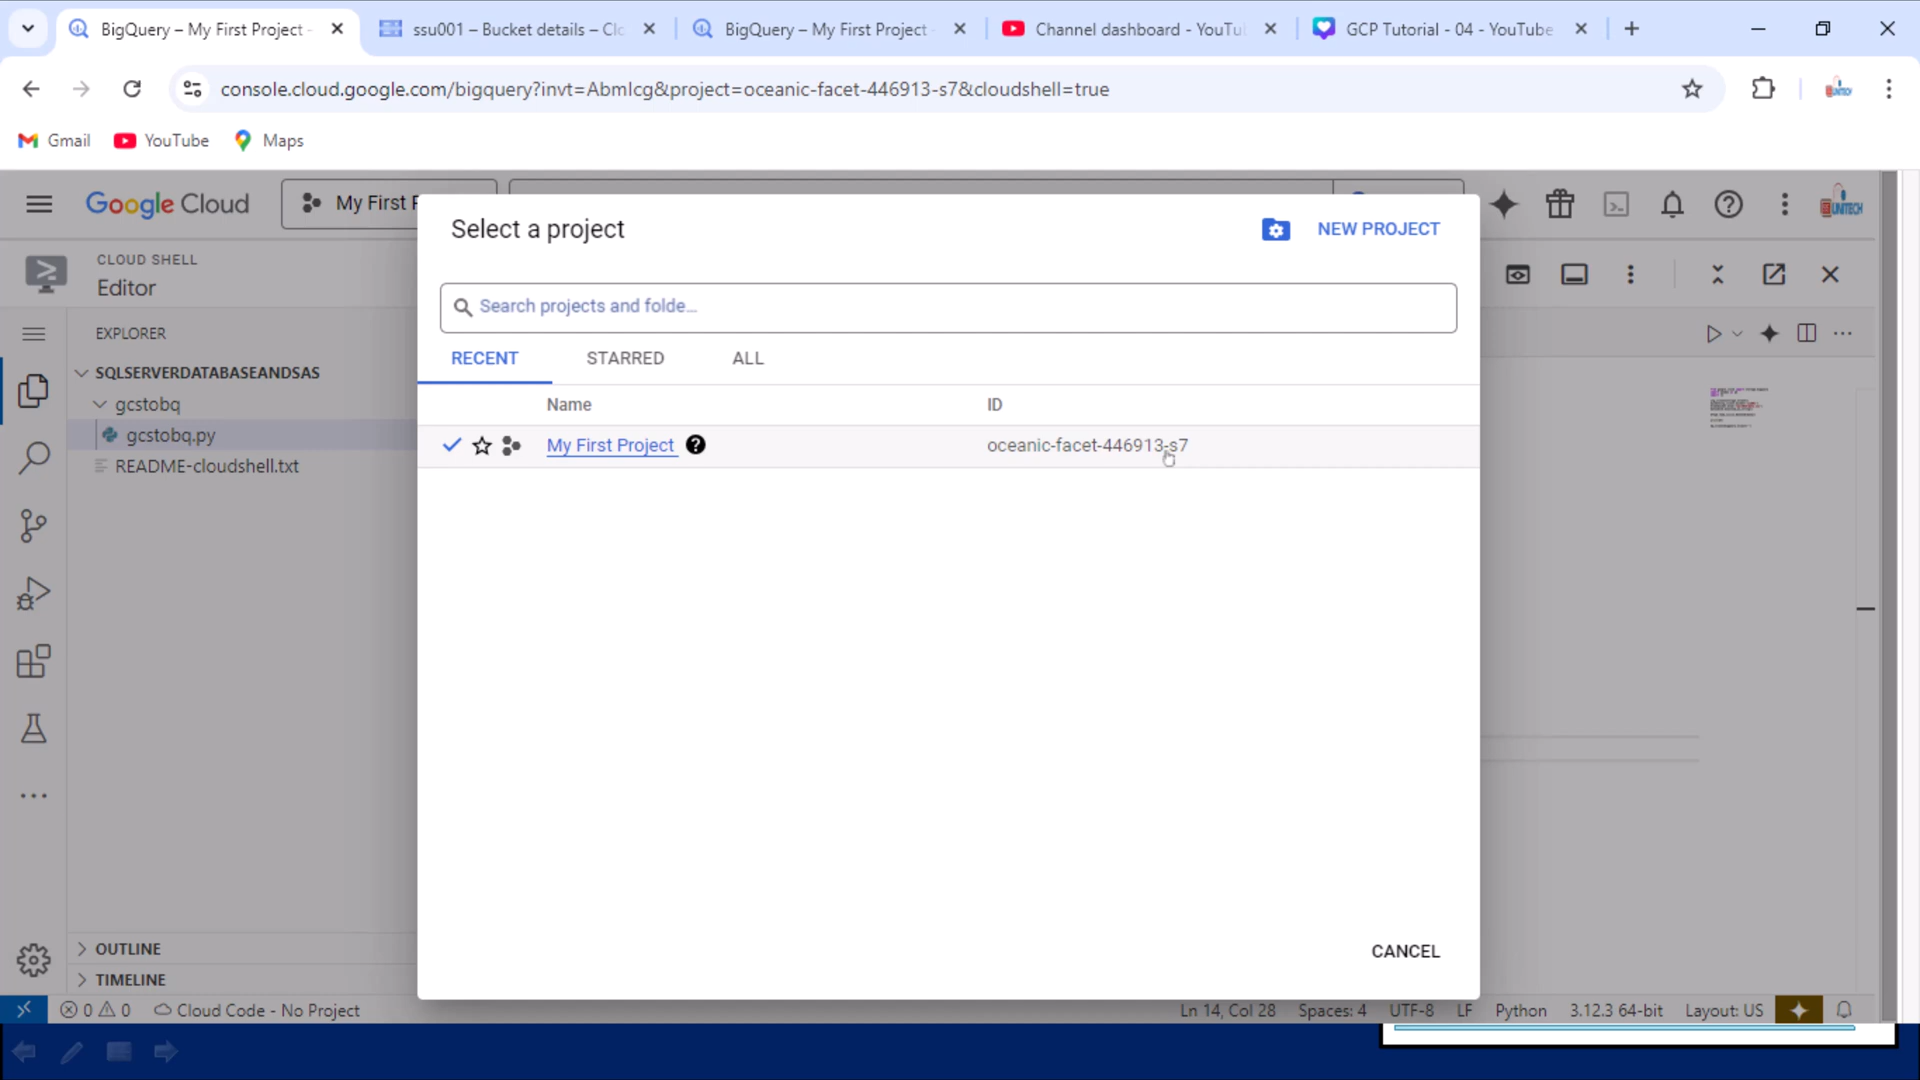 BigQuery – My First Project -
ssu001 – Bucket details – Clo
BigQuery – My First Project -
Channel dashboard - YouTu
GCP Tutorial - 04 - YouTube
console.cloud.google.com/bigquery?invt=Abmlcg&project=oceanic-facet-446913-s7&cloudshell=true
Gmail
YouTube
Maps
Google Cloud
My First P
Select a project
NEW PROJECT
CLOUD SHELL
Editor
Search projects and folde...
EXPLORER
RECENT
STARRED
ALL
SQLSERVERDATABASEANDSAS
gcstobq
Name
ID
gcstobq.py
My First Project
oceanic-facet-446913-s7
README-cloudshell.txt
CANCEL
OUTLINE
TIMELINE
0
0
Cloud Code - No Project
Ln 14, Col 28
Spaces: 4
UTF-8
LF
Python
3.12.3 64-bit
Layout: US